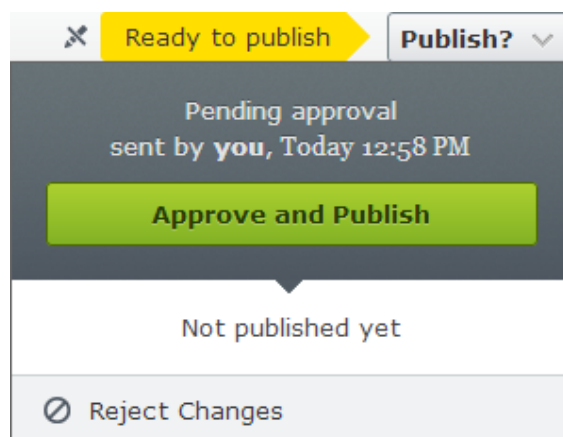 Ready to publish Publish?
Pending approval
sent by you, Today 12:58 PM
Approve and Publish
Not published yet
Reject Changes